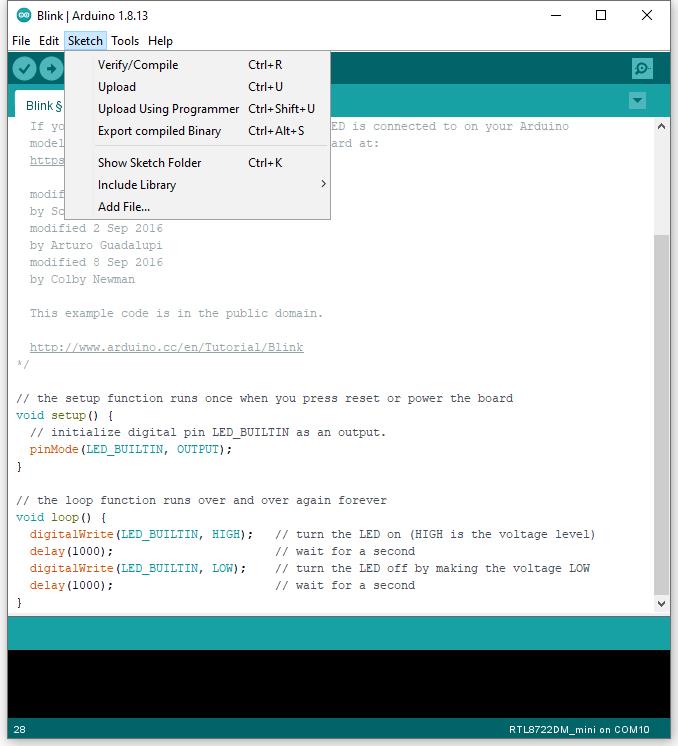 Blink | Arduino 1.8.13
File Edit Sketch Tools Help
Verify/Compile Ctrl+R
Upload Ctrl+U
Upload Using Programmer Ctrl+Shift+U
Export compiled Binary Ctrl+Alt+S
Show Sketch Folder Ctrl+K
Include Library
Add File...
Blink §
If yo ED is connected to on your Arduino
model ard at:
https
modif
by Sc
modified 2 Sep 2016
by Arturo Guadalupi
modified 8 Sep 2016
by Colby Newman
This example code is in the public domain.
http://www.arduino.cc/en/Tutorial/Blink
*/
// the setup function runs once when you press reset or power the board
void setup() {
// initialize digital pin LED_BUILTIN as an output.
pinMode(LED_BUILTIN, OUTPUT);
}
// the loop function runs over and over again forever
void loop() {
digitalWrite(LED_BUILTIN, HIGH); // turn the LED on (HIGH is the voltage level)
delay(1000); // wait for a second
digitalWrite(LED_BUILTIN, LOW); // turn the LED off by making the voltage LOW
delay(1000); // wait for a second
}
28 RTL8722DM_mini on COM10